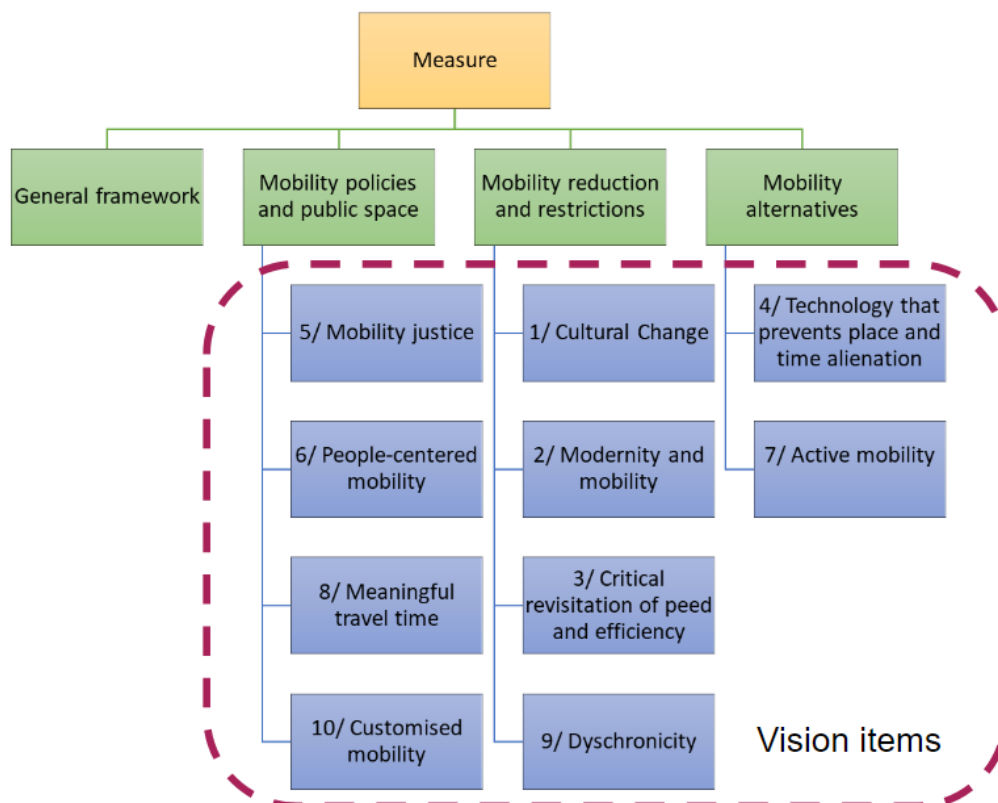 Measure
General framework
Mobility policies
and public space
Mobility reduction
and restrictions
Mobility
alternatives
5/ Mobility justice
1/ Cultural Change
4/ Technology that
prevents place and
time alienation
6/ People-centered
mobility
2/ Modernity and
mobility
7/ Active mobility
8/ Meaningful
travel time
3/ Critical
revisitation of peed
and efficiency
10/ Customised
mobility
9/ Dyschronicity
Vision items